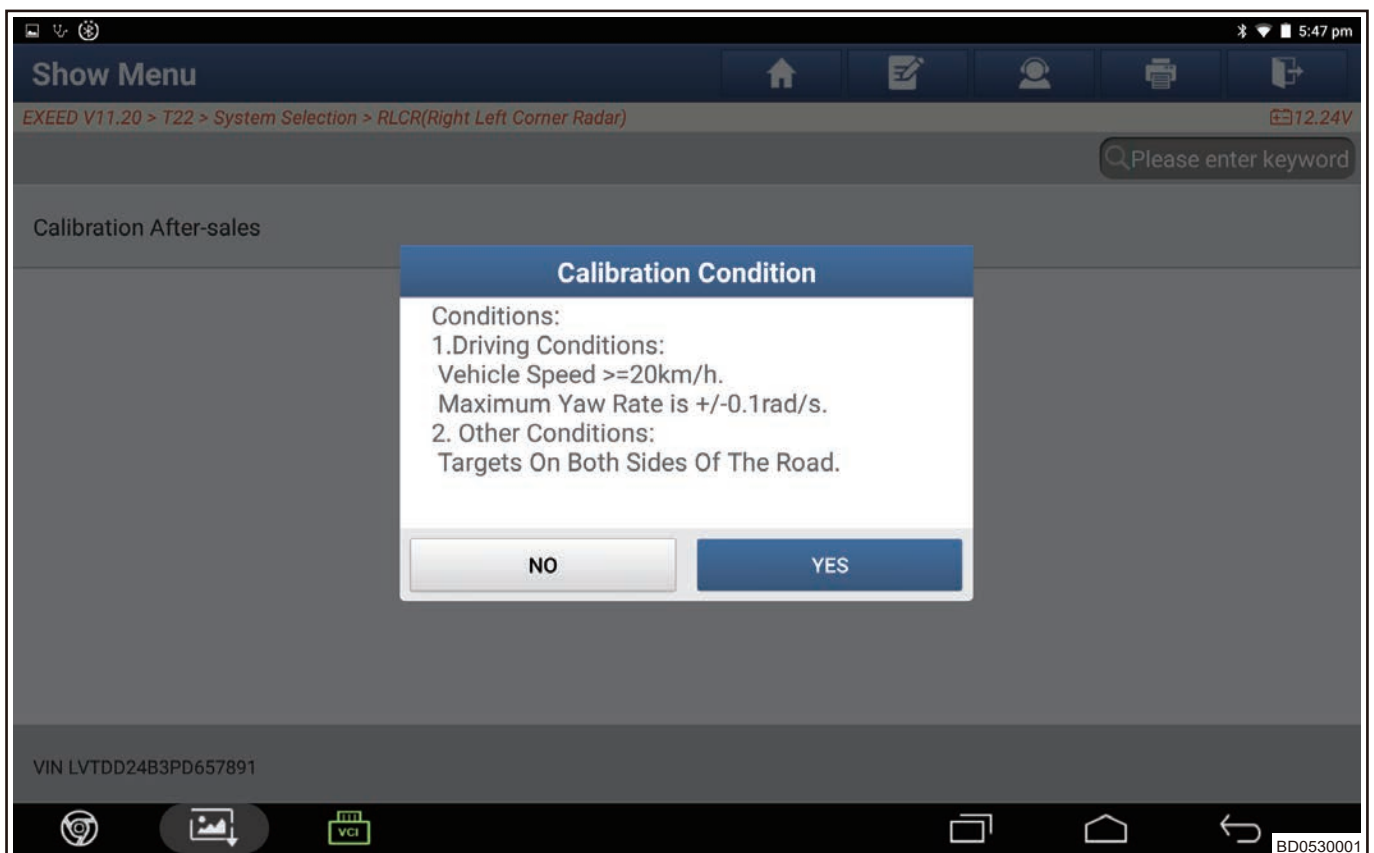 5:47 pm
Show Menu
EXEED V11.20 > T22 > System Selection > RLCR(Right Left Corner Radar)
12.24V
Please enter keyword
Calibration After-sales
Calibration Condition
Conditions:
1.Driving Conditions:
Vehicle Speed >=20km/h.
Maximum Yaw Rate is +/-0.1rad/s.
2. Other Conditions:
Targets On Both Sides Of The Road.
NO
YES
VIN LVTDD24B3PD657891
VCI
BD0530001